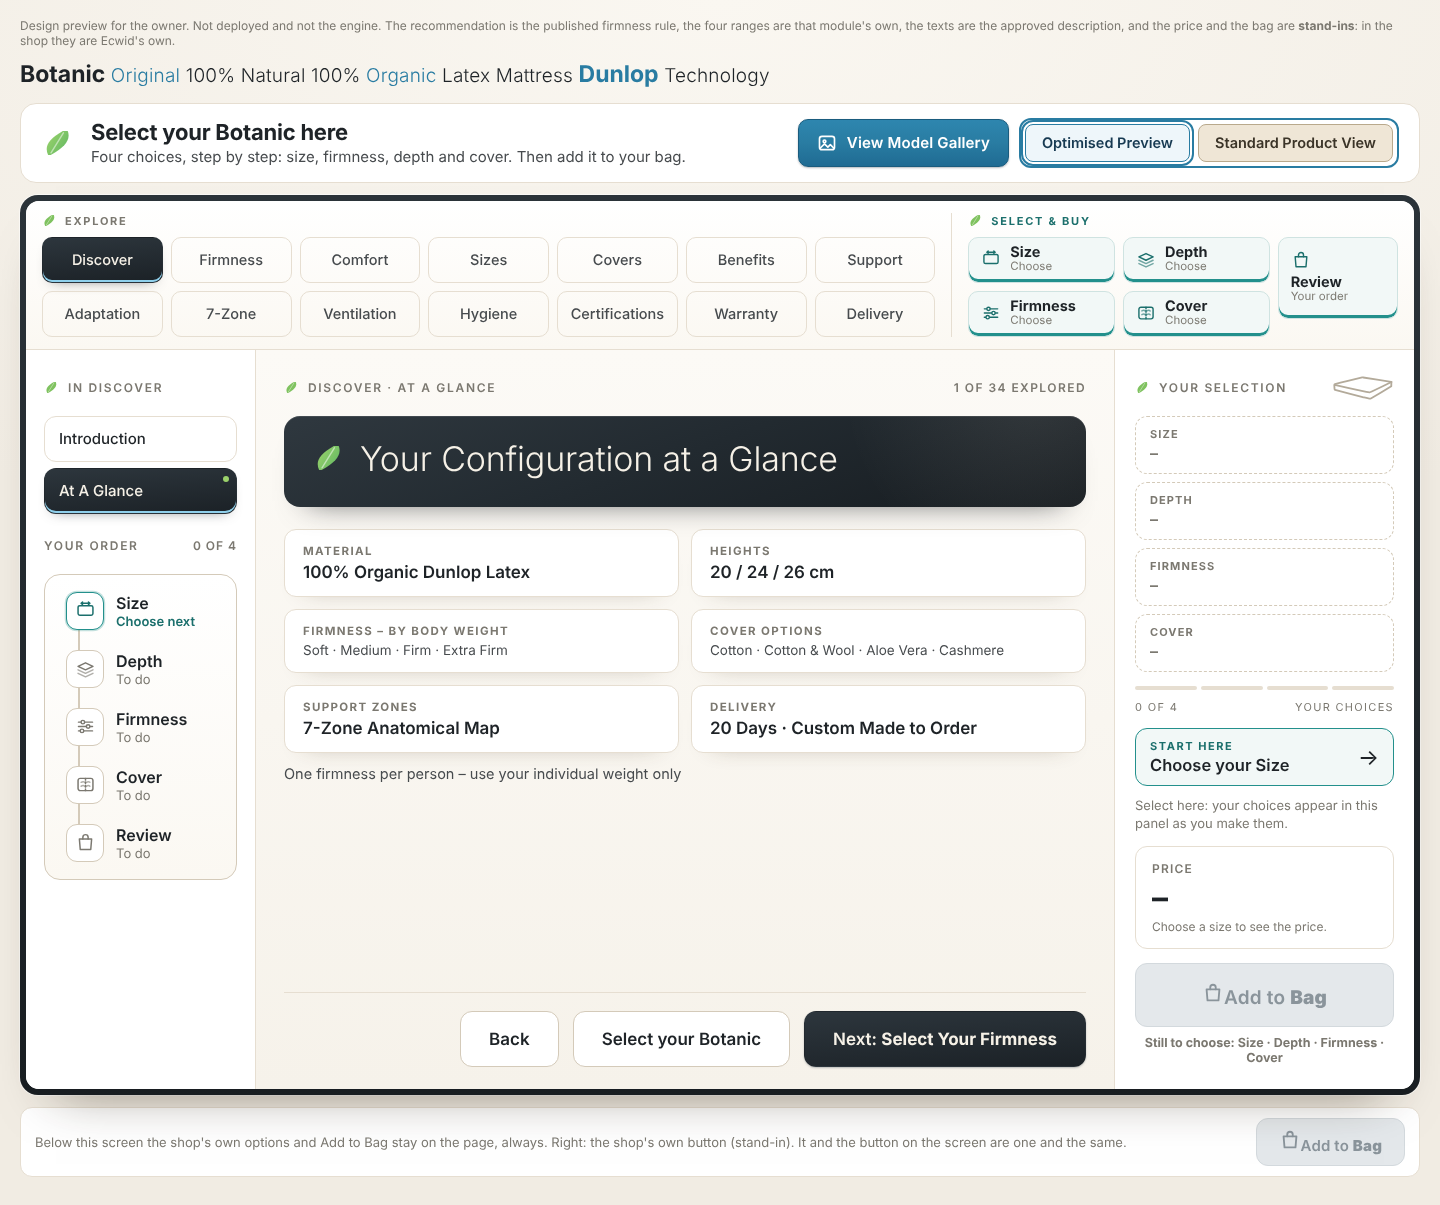 Design preview for the owner. Not deployed and not the engine. The recommendation is the published firmness rule, the four ranges are that module's own, the texts are the approved description, and the price and the bag are stand-ins: in the
shop they are Ecwid's own.
Botanic Original 100% Natural 100% Organic Latex Mattress Dunlop Technology
Select your Botanic here
Four choices, step by step: size, firmness, depth and cover. Then add it to your bag.
View Model Gallery
Optimised Preview
Standard Product View
EXPLORE
Discover
Firmness
Comfort
Sizes
Covers
Benefits
Support
Adaptation
7-Zone
Ventilation
Hygiene
Certifications
Warranty
Delivery
SELECT & BUY
Size
Choose
Depth
Choose
Firmness
Choose
Cover
Choose
Review
Your order
IN DISCOVER
Introduction
At A Glance
YOUR ORDER
0 OF 4
Size
Choose next
Depth
To do
Firmness
To do
Cover
To do
Review
To do
DISCOVER · AT A GLANCE
1 OF 34 EXPLORED
Your Configuration at a Glance
MATERIAL
100% Organic Dunlop Latex
HEIGHTS
20 / 24 / 26 cm
FIRMNESS – BY BODY WEIGHT
Soft · Medium · Firm · Extra Firm
COVER OPTIONS
Cotton · Cotton & Wool · Aloe Vera · Cashmere
SUPPORT ZONES
7-Zone Anatomical Map
DELIVERY
20 Days · Custom Made to Order
One firmness per person – use your individual weight only
Back
Select your Botanic
Next: Select Your Firmness
YOUR SELECTION
SIZE
–
DEPTH
–
FIRMNESS
–
COVER
–
0 OF 4
YOUR CHOICES
START HERE
Choose your Size
Select here: your choices appear in this
panel as you make them.
PRICE
–
Choose a size to see the price.
Add to Bag
Still to choose: Size · Depth · Firmness ·
Cover
Below this screen the shop's own options and Add to Bag stay on the page, always. Right: the shop's own button (stand-in). It and the button on the screen are one and the same.
Add to Bag